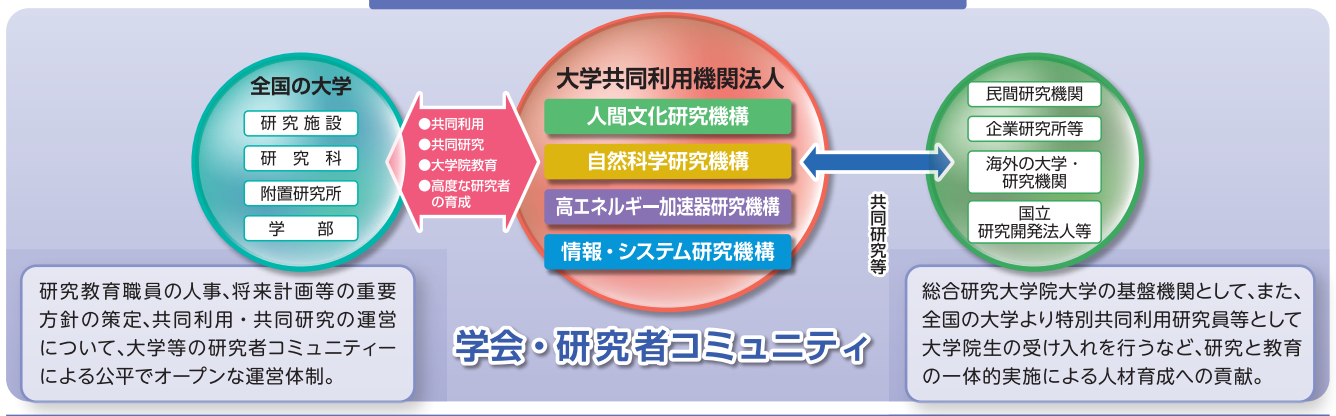 全国の大学
研究施設
研究科
附置研究所
学部
●共同利用
●共同研究
●大学院教育
●高度な研究者
の育成
大学共同利用機関法人
人間文化研究機構
自然科学研究機構
高エネルギー加速器研究機構
情報・システム研究機構
共同研究等
民間研究機関
企業研究所等
海外の大学・
研究機関
国立
研究開発法人等
研究教育職員の人事、将来計画等の重要
方針の策定、共同利用・共同研究の運営
について、大学等の研究者コミュニティー
による公平でオープンな運営体制。
学会・研究者コミュニティ
総合研究大学院大学の基盤機関として、また、
全国の大学より特別共同利用研究員等として
大学院生の受け入れを行うなど、研究と教育
の一体的実施による人材育成への貢献。